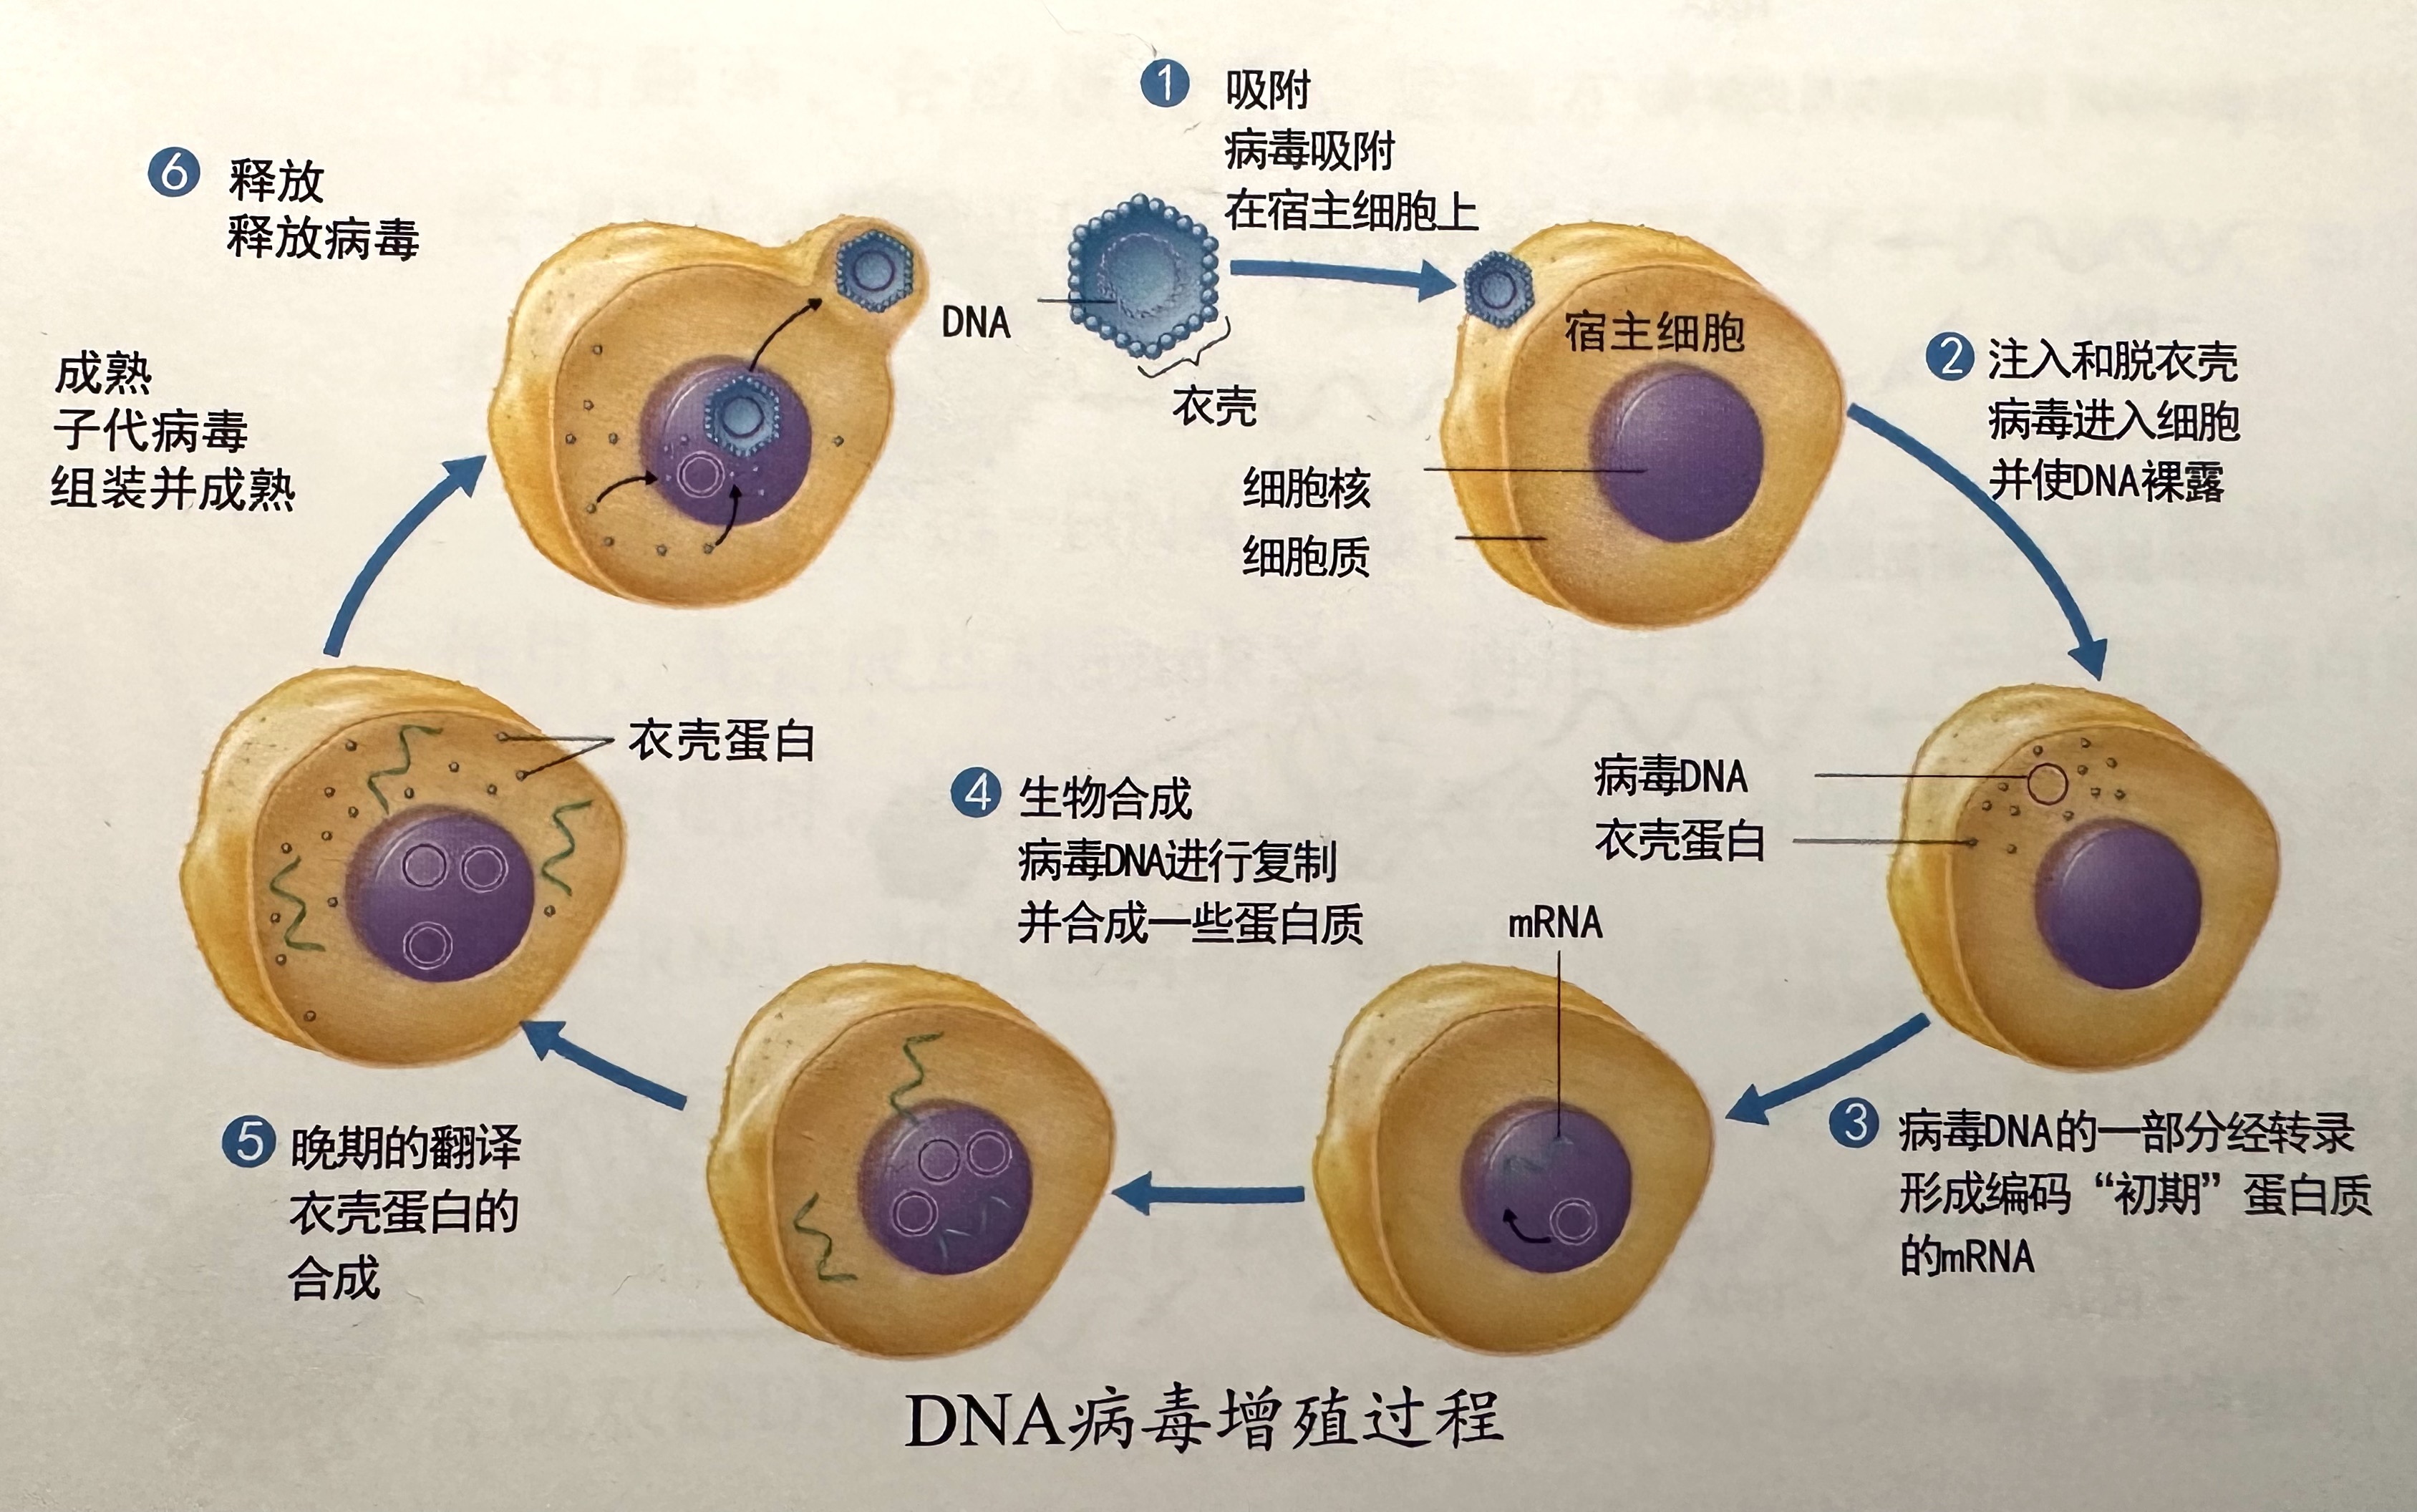 1 吸附
病毒吸附
在宿主细胞上
DNA
衣壳
宿主细胞
细胞核
细胞质
2 注入和脱衣壳
病毒进入细胞
并使DNA裸露
病毒DNA
衣壳蛋白
3 病毒DNA的一部分经转录
形成编码“初期”蛋白质
的mRNA
mRNA
4 生物合成
病毒DNA进行复制
并合成一些蛋白质
5 晚期的翻译
衣壳蛋白的
合成
衣壳蛋白
成熟
子代病毒
组装并成熟
6 释放
释放病毒
DNA病毒增殖过程